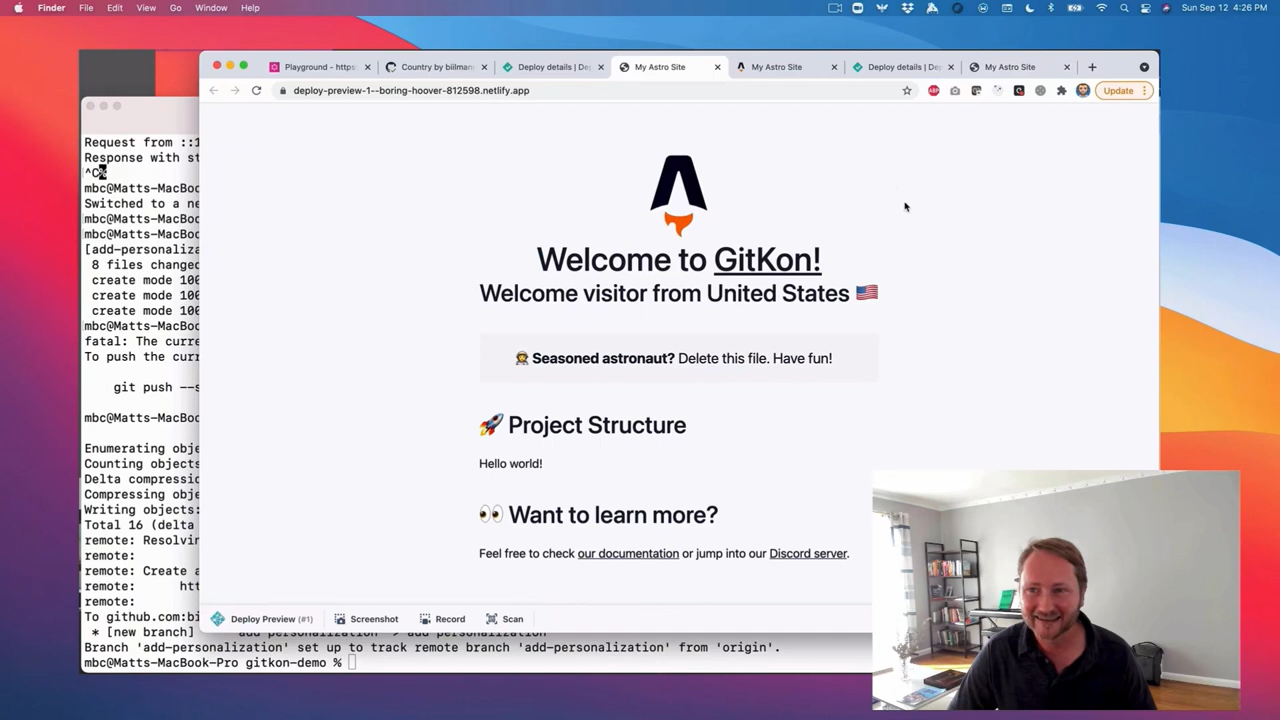 Finder File Edit View Go Window Help
Sun Sep 12 4:26 PM
Playground - https:
Country by biilman
Deploy details | De
My Astro Site
My Astro Site
Deploy details | Dep
My Astro Site
deploy-preview-1--boring-hoover-812598.netlify.app
ABP
Update
Request from ::1
Response with st
^C%
mbc@Matts-MacBoo
Switched to a ne
mbc@Matts-MacBoo
mbc@Matts-MacBoo
[add-personaliza
8 files change
create mode 100
create mode 100
create mode 100
mbc@Matts-MacBoo
fatal: The curre
To push the curr
git push --s
mbc@Matts-MacBoo
Enumerating obje
Counting objects
Delta compressio
Compressing obje
Writing objects:
Total 16 (delta
remote: Resolvin
remote:
remote: Create a
remote: ht
remote:
To github.com:bi
* [new branch] add-personalization -> add-personalization
Branch 'add-personalization' set up to track remote branch 'add-personalization' from 'origin'.
mbc@Matts-MacBook-Pro gitkon-demo %
Welcome to GitKon!
Welcome visitor from United States 🇺🇸
🧑‍🚀 Seasoned astronaut? Delete this file. Have fun!
🚀 Project Structure
Hello world!
👀 Want to learn more?
Feel free to check our documentation or jump into our Discord server.
Deploy Preview (#1) Screenshot Record Scan